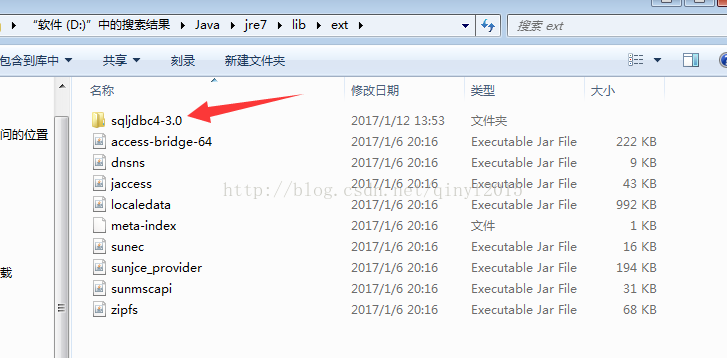 “软件 (D:)”中的搜索结果 ▸ Java ▸ jre7 ▸ lib ▸ ext ▸
搜索 ext
包含到库中 共享 刻录 新建文件夹
名称 修改日期 类型 大小
sqljdbc4-3.0 2017/1/12 13:53 文件夹
问的位置
access-bridge-64 2017/1/6 20:16 Executable Jar File 222 KB
dnsns 2017/1/6 20:16 Executable Jar File 9 KB
jaccess 2017/1/6 20:16 Executable Jar File 43 KB
http://blog.csdn.net/qinyf2015
localedata 2017/1/6 20:16 Executable Jar File 992 KB
meta-index 2017/1/6 20:16 文件 1 KB
sunec 2017/1/6 20:16 Executable Jar File 16 KB
sunjce_provider 2017/1/6 20:16 Executable Jar File 194 KB
载
sunmscapi 2017/1/6 20:16 Executable Jar File 31 KB
zipfs 2017/1/6 20:16 Executable Jar File 68 KB